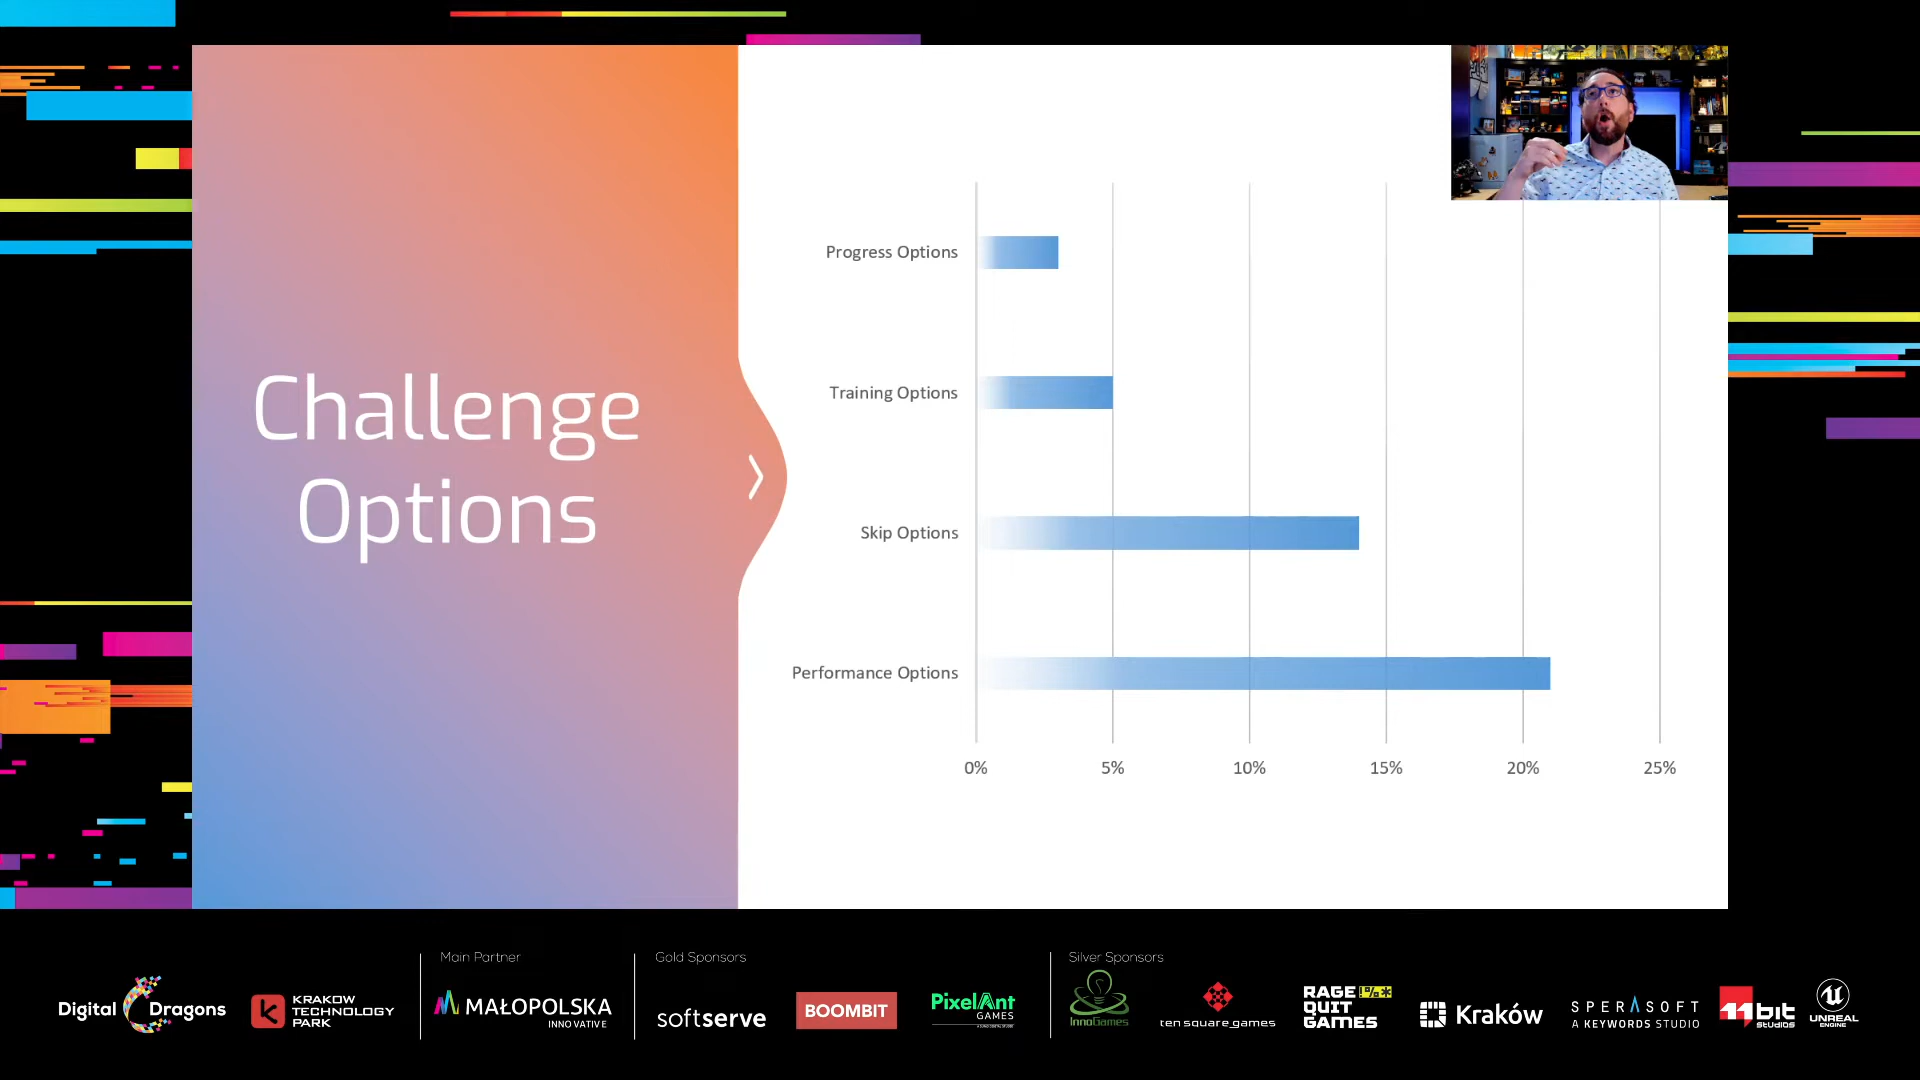 Challenge
Options
Progress Options
Training Options
Skip Options
Performance Options
0%
5%
10%
15%
20%
25%
Main Partner
Gold Sponsors
Silver Sponsors
Digital Dragons
KRAKOW
TECHNOLOGY
PARK
MAŁOPOLSKA
INNOVATIVE
softserve
BOOMBIT
PixelAnt
GAMES
InnoGames
ten square games
RAGE !%*
QUIT
GAMES
Kraków
SPERASOFT
A KEYWORDS STUDIO
11bit
STUDIOS
UNREAL
ENGINE